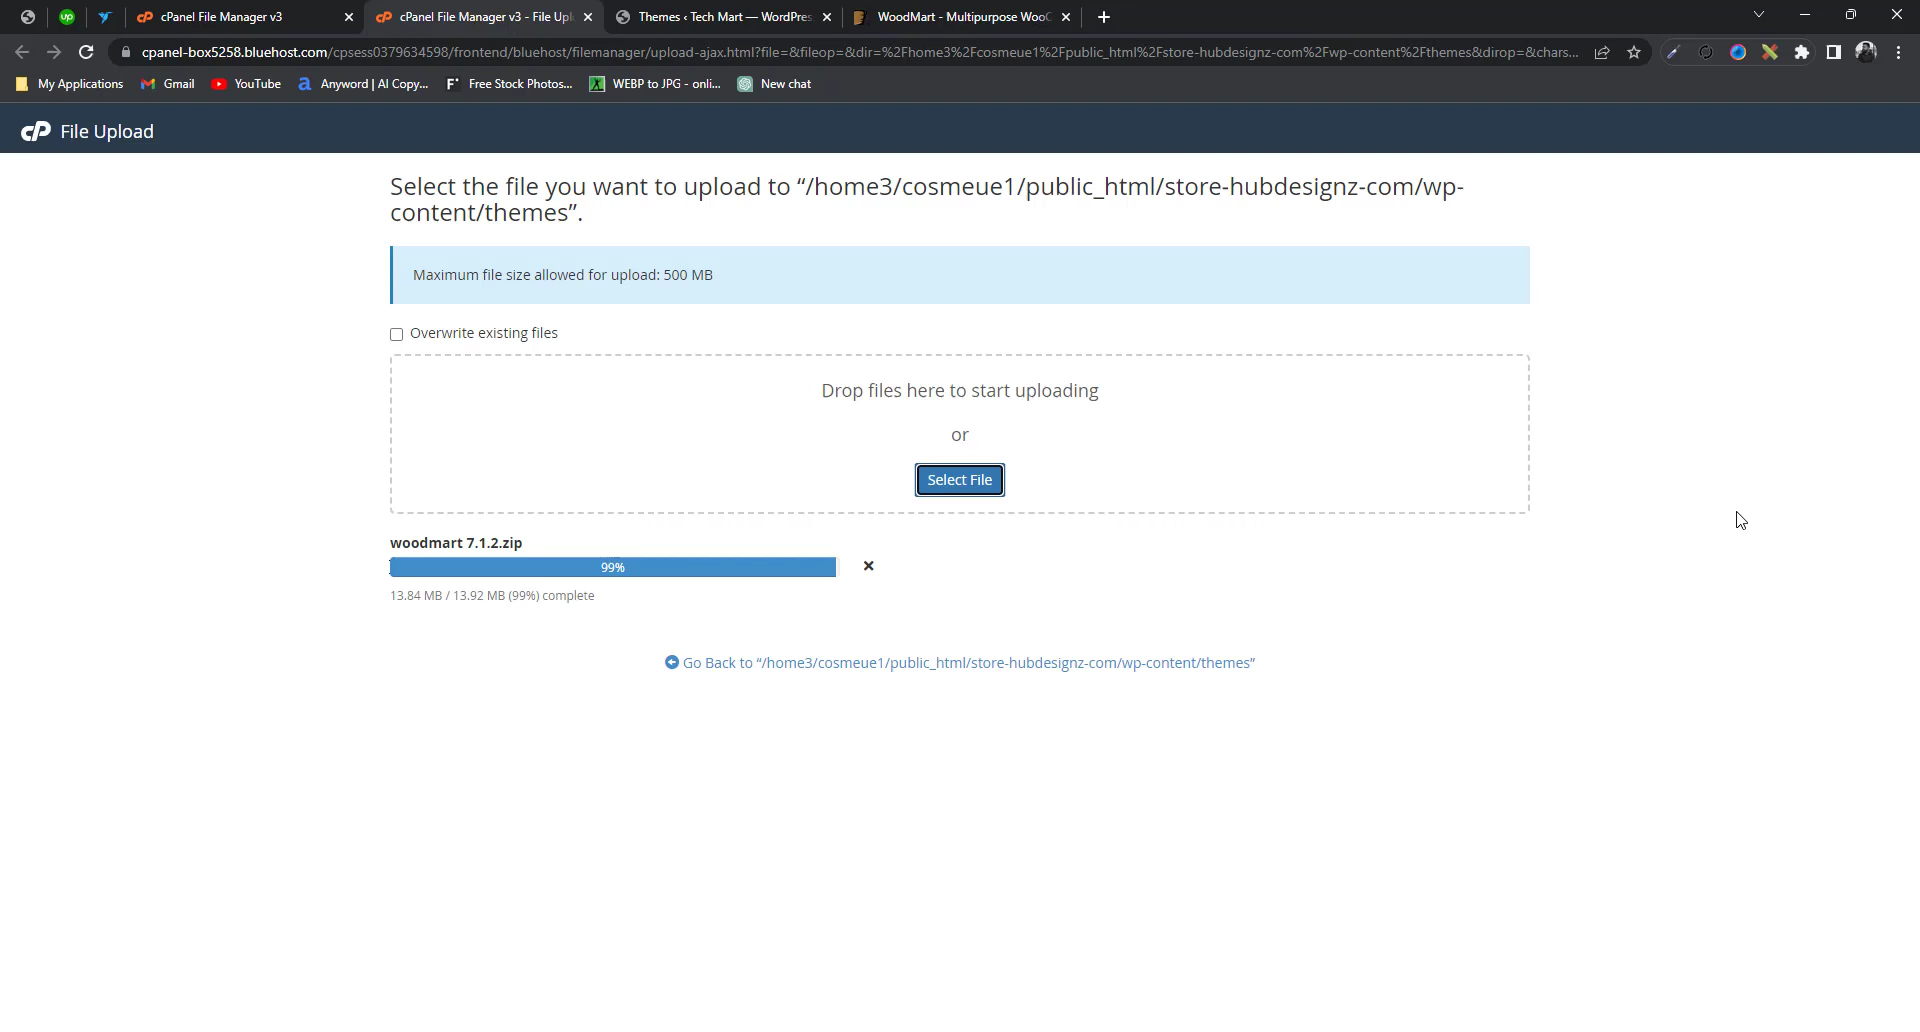 cPanel File Manager v3
cPanel File Manager v3 - File Upl
Themes ‹ Tech Mart — WordPres
WoodMart - Multipurpose WooC
cpanel-box5258.bluehost.com/cpsess0379634598/frontend/bluehost/filemanager/upload-ajax.html?file=&fileop=&dir=%2Fhome3%2Fcosmeue1%2Fpublic_html%2Fstore-hubdesignz-com%2Fwp-content%2Fthemes&dirop=&chars...
My Applications
Gmail
YouTube
Anyword | AI Copy...
Free Stock Photos...
WEBP to JPG - onli...
New chat
cP File Upload
Select the file you want to upload to “/home3/cosmeue1/public_html/store-hubdesignz-com/wp-
content/themes”.
Maximum file size allowed for upload: 500 MB
Overwrite existing files
Drop files here to start uploading
or
Select File
woodmart 7.1.2.zip
99%
13.84 MB / 13.92 MB (99%) complete
Go Back to “/home3/cosmeue1/public_html/store-hubdesignz-com/wp-content/themes”